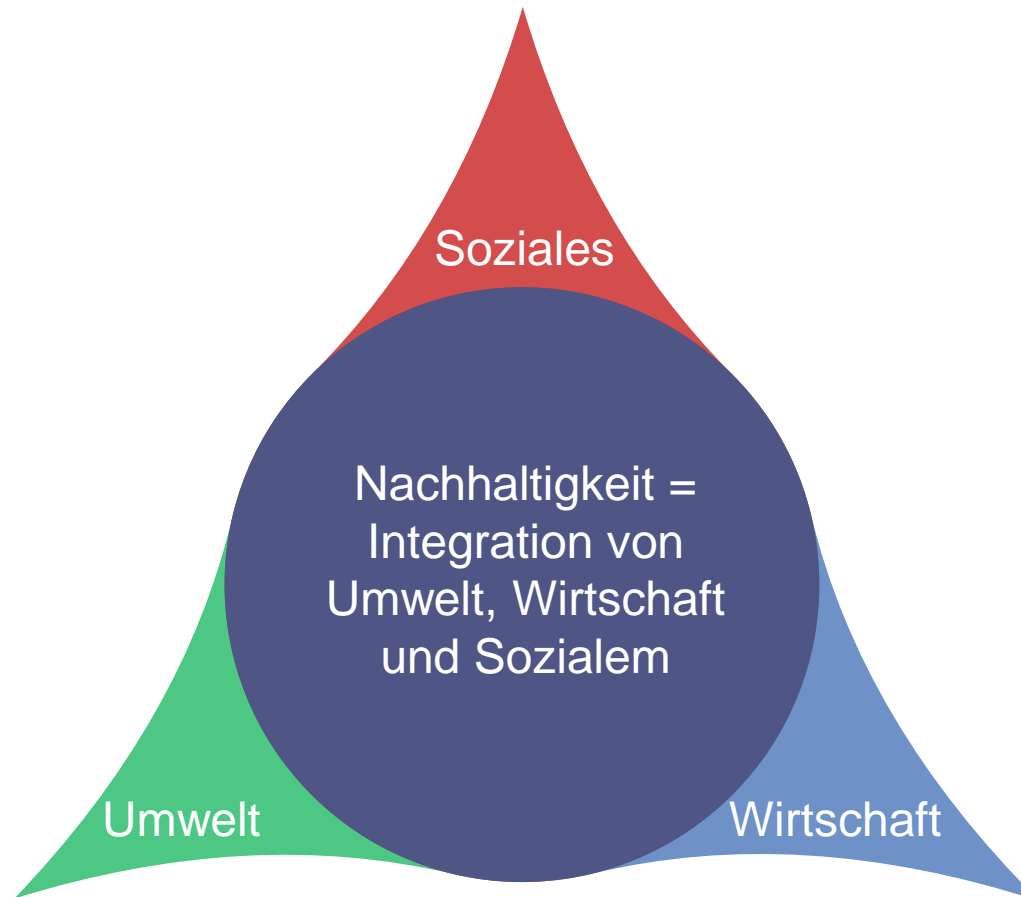 Soziales
Nachhaltigkeit =
Integration von
Umwelt, Wirtschaft
und Sozialem
Umwelt
Wirtschaft